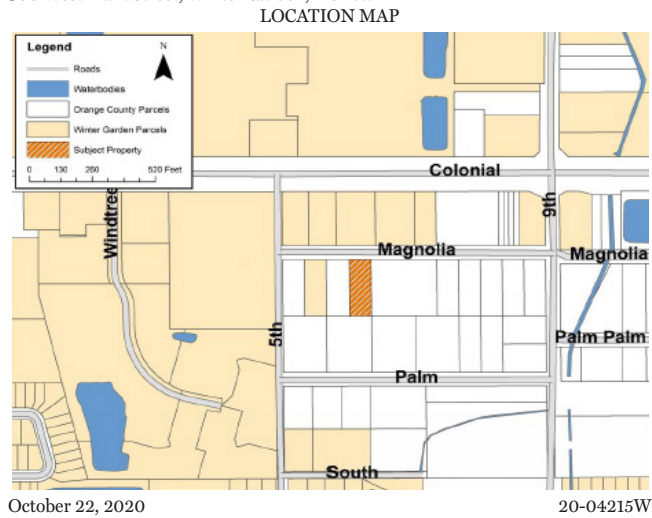 LOCATION MAP
Legend
N
Roads
Waterbodies
Orange County Parcels
Winter Garden Parcels
Subject Property
0 130 260 520 Feet
Colonial
Windtree
9th
Magnolia
Magnolia
5th
Palm Palm
Palm
South
October 22, 2020
20-04215W